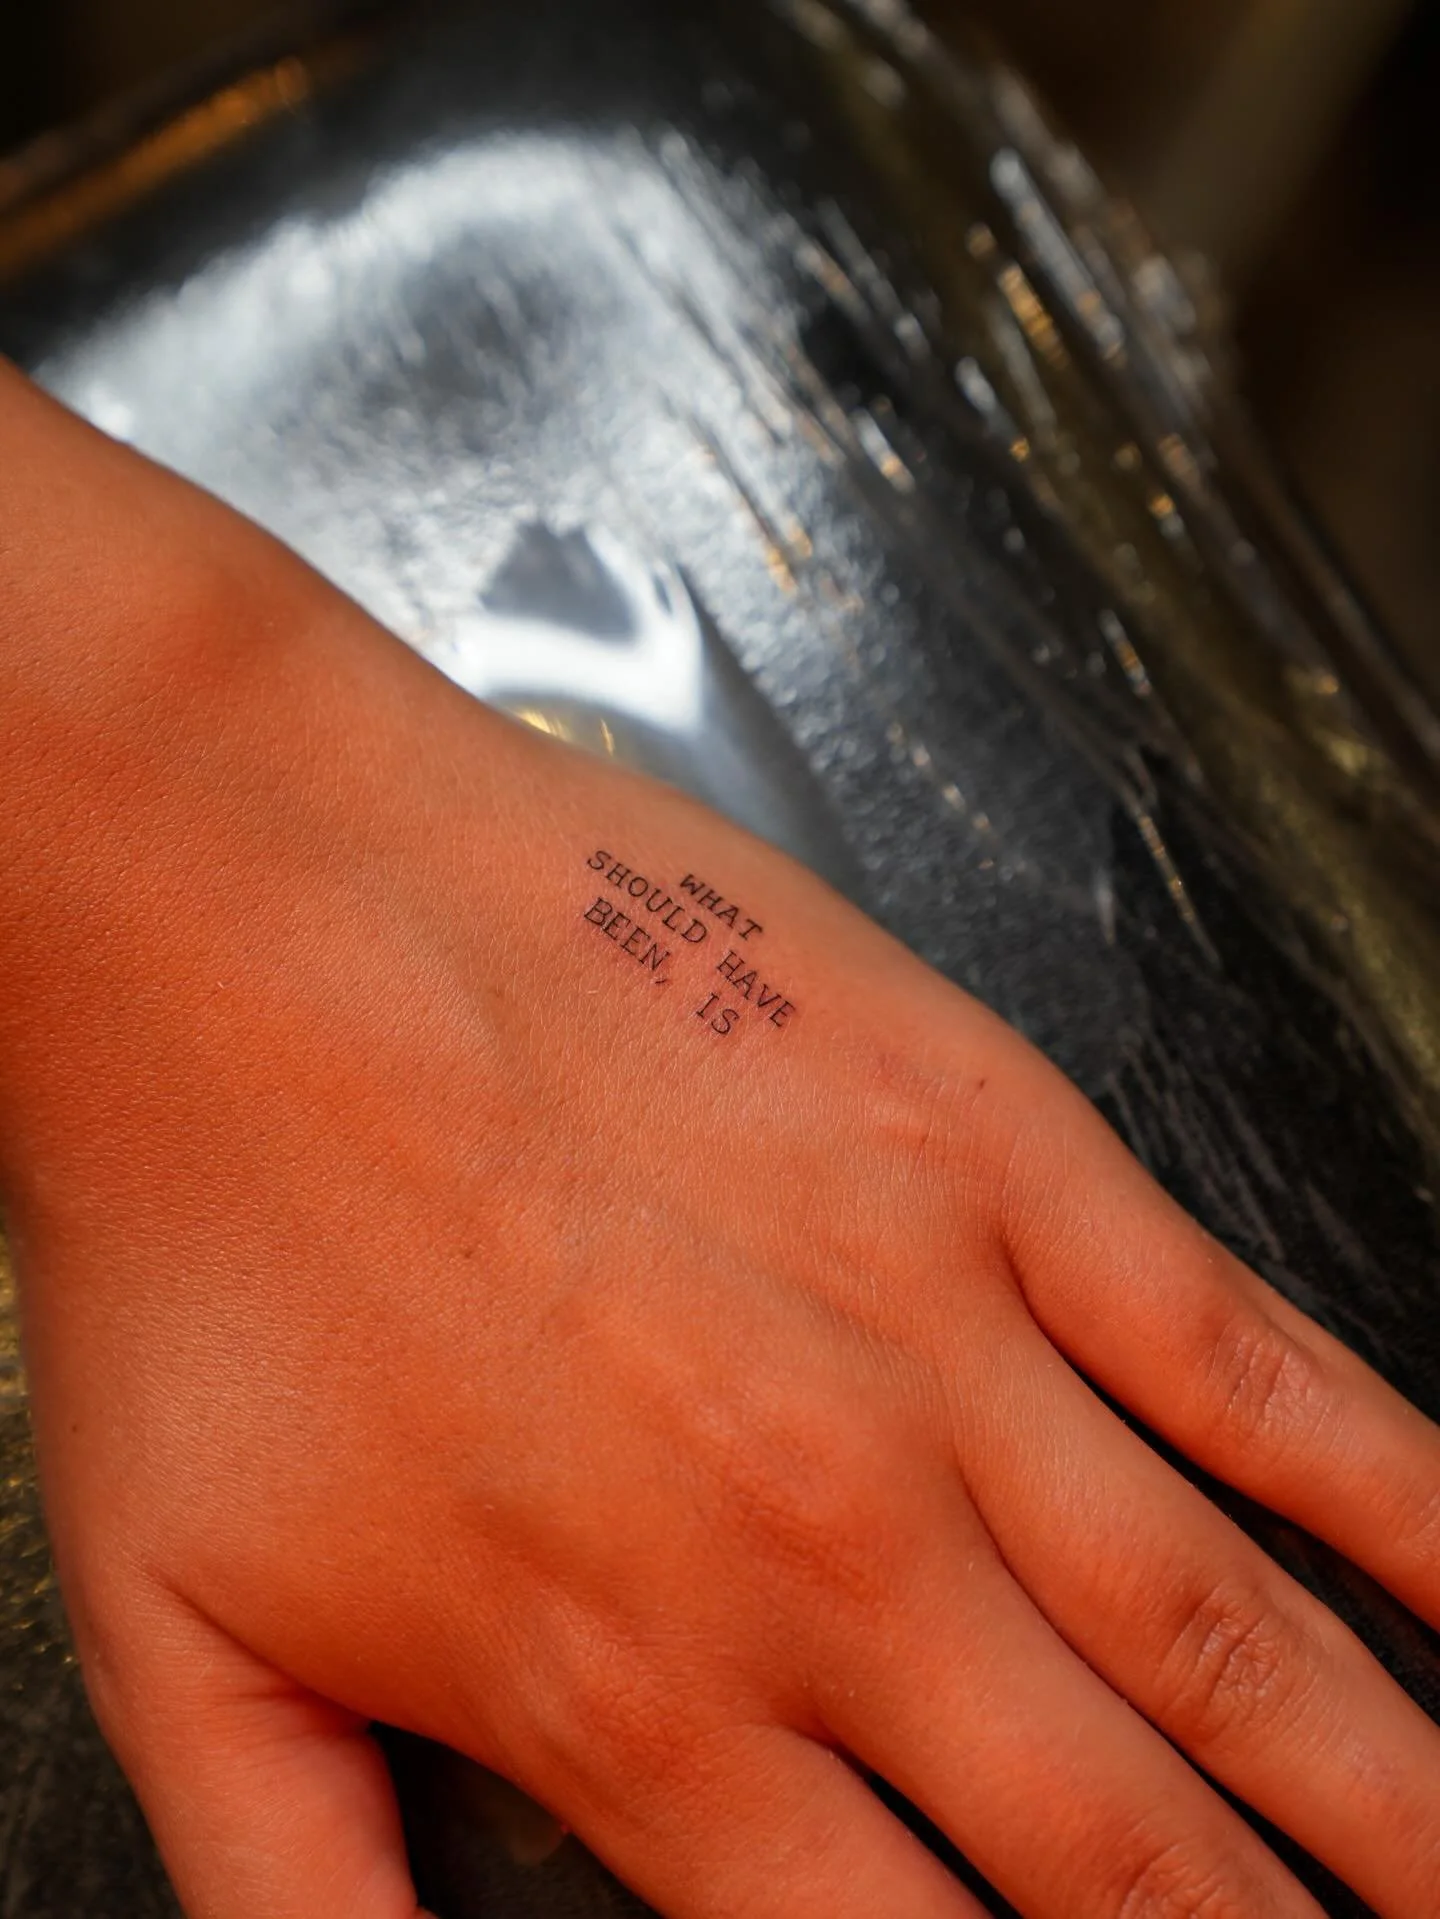 WHAT
SHOULD HAVE
BEEN, IS